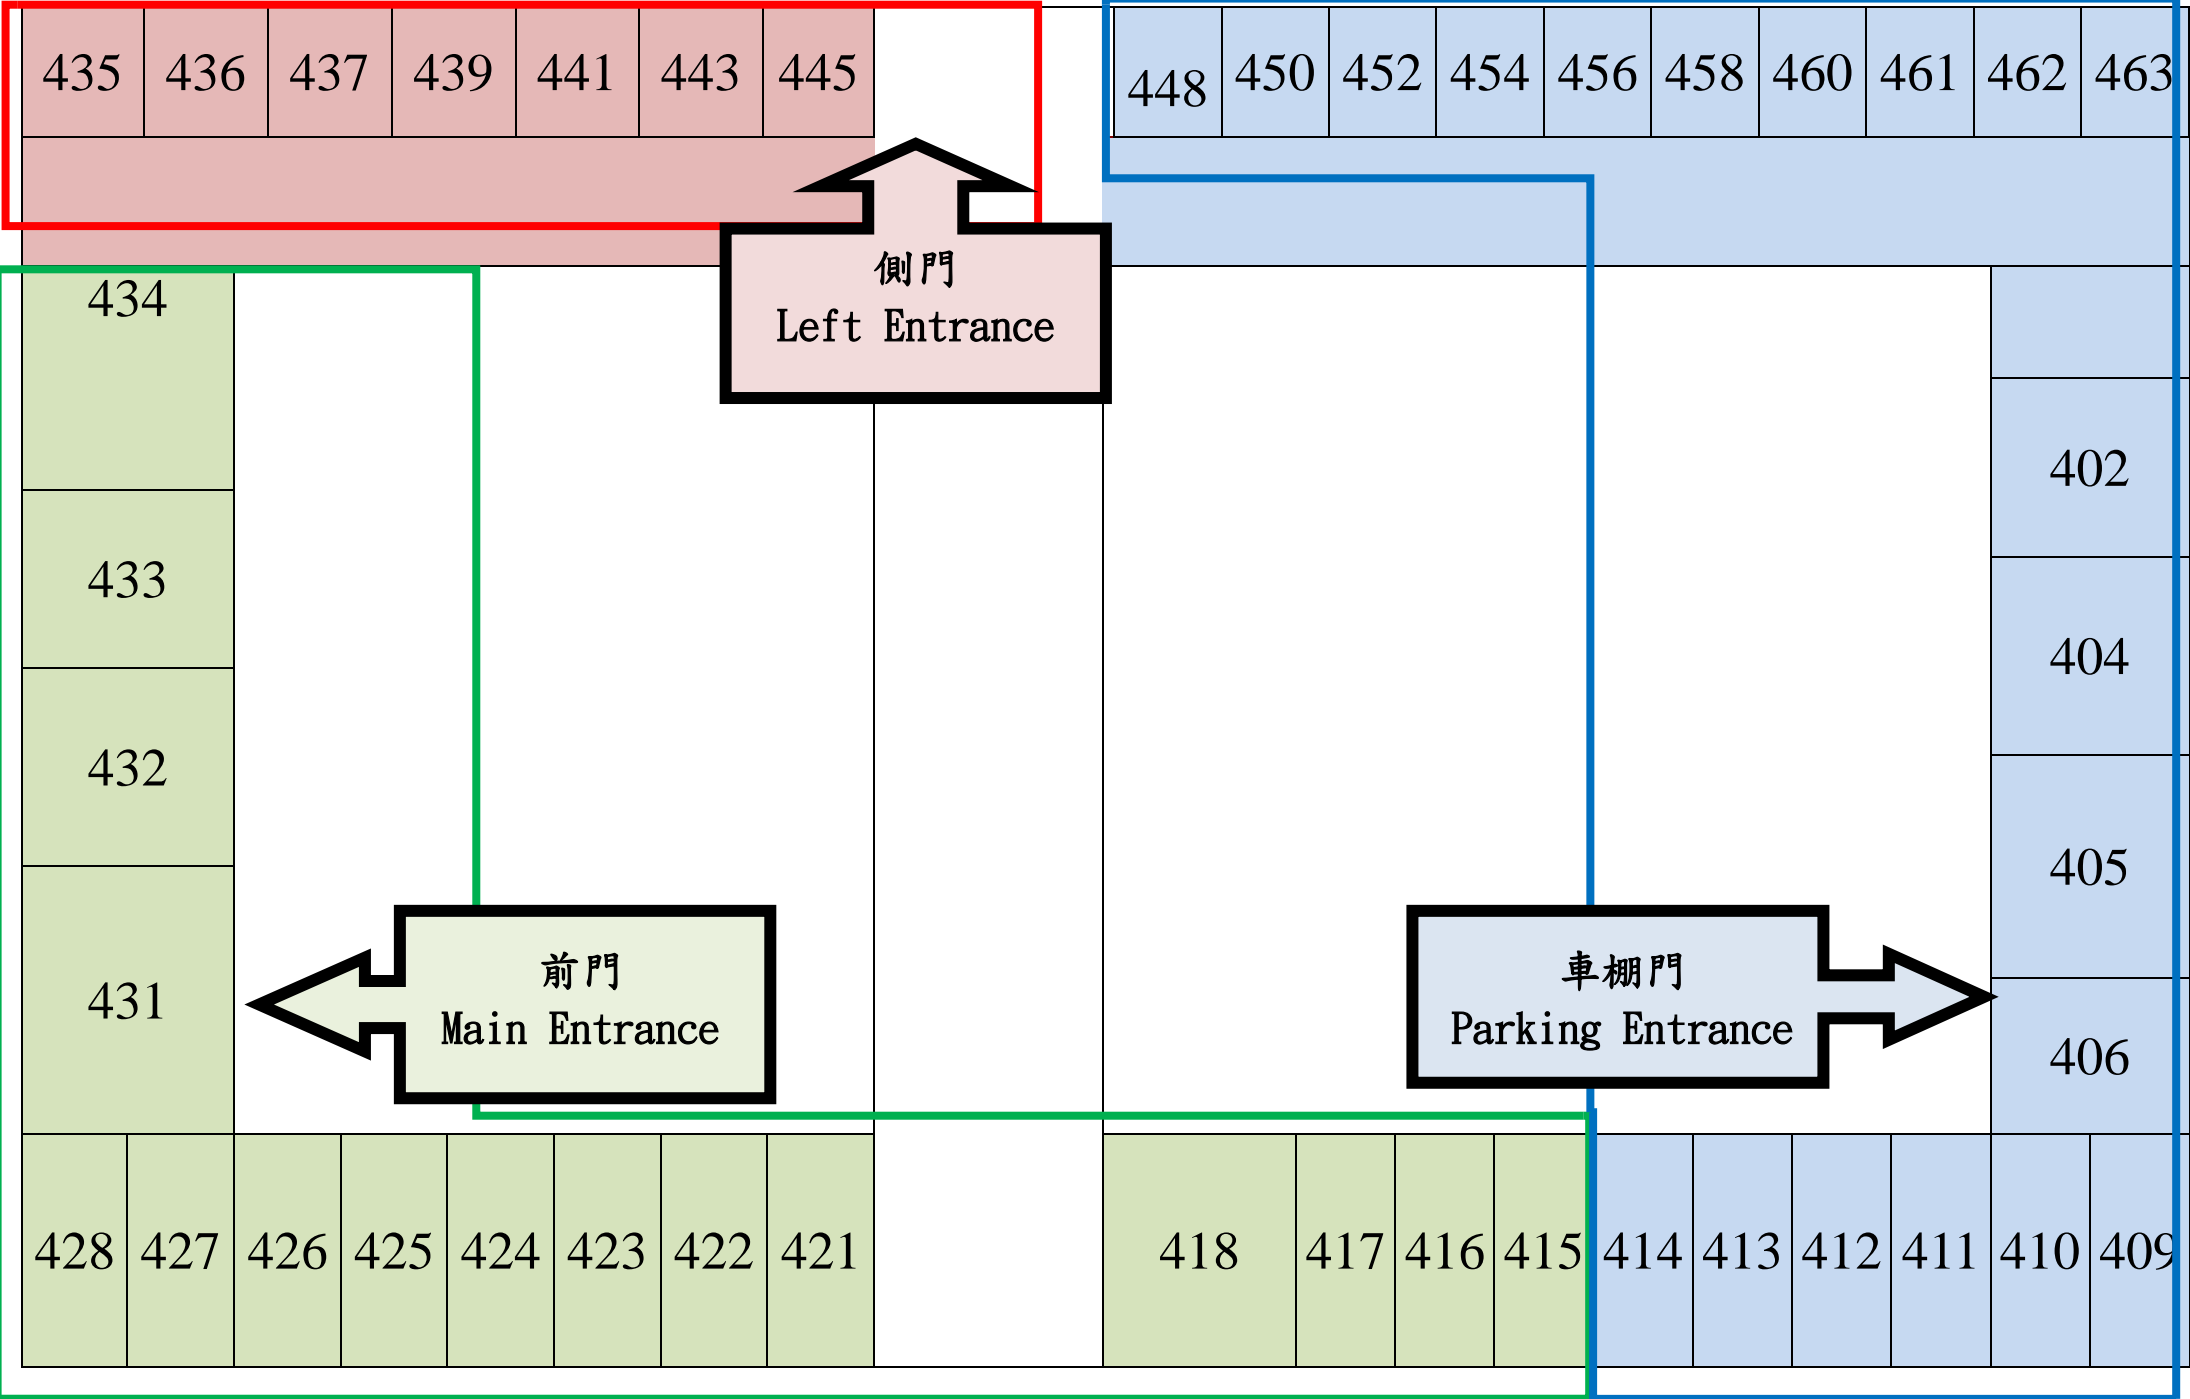 435 436 437 439 441 443 445 448 450 452 454 456 458 460 461 462 463
側門
Left Entrance
434
402
433
404
432
405
431
前門
Main Entrance
車棚門
Parking Entrance
406
428 427 426 425 424 423 422 421 418 417 416 415 414 413 412 411 410 409